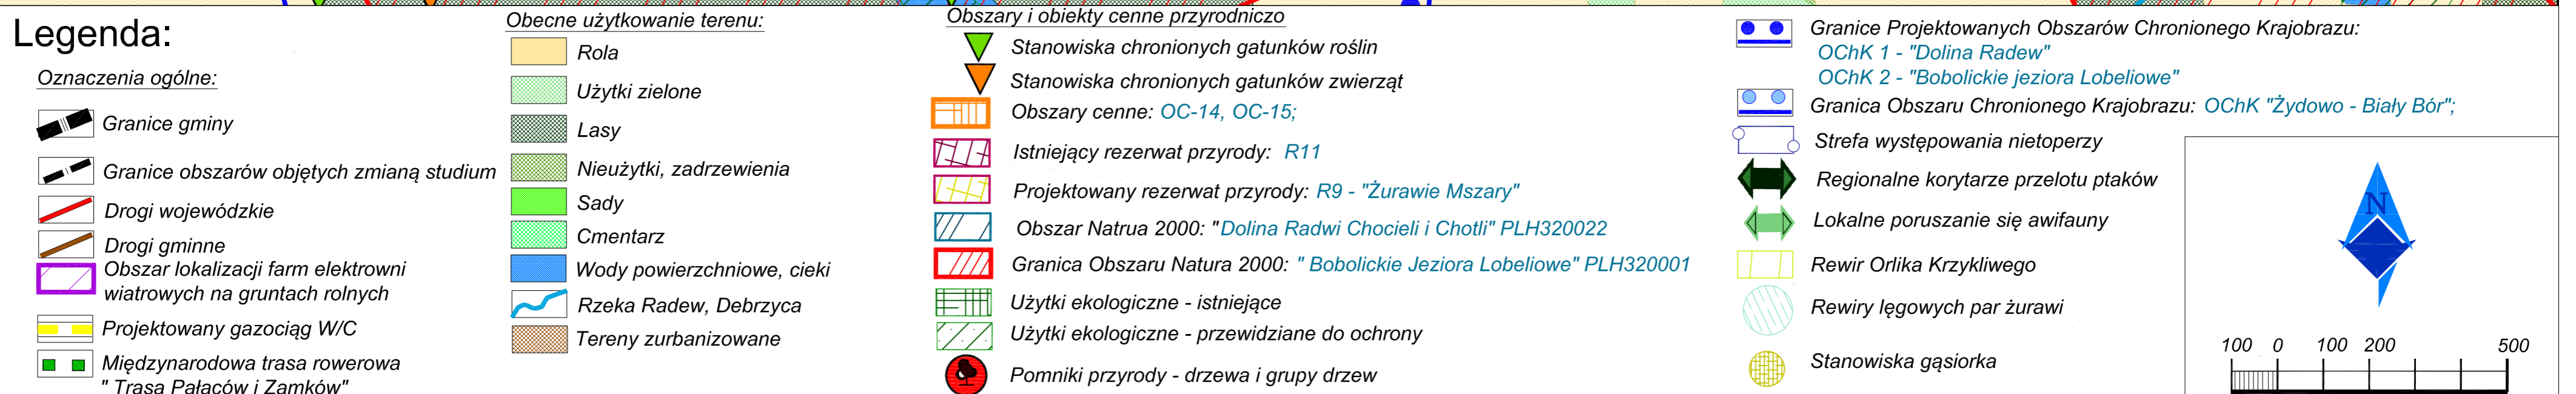 Legenda:
Oznaczenia ogólne:
Granice gminy
Granice obszarów objętych zmianą studium
Drogi wojewódzkie
Drogi gminne
Obszar lokalizacji farm elektrowni
wiatrowych na gruntach rolnych
Projektowany gazociąg W/C
Międzynarodowa trasa rowerowa
" Trasa Pałaców i Zamków"
Obecne użytkowanie terenu:
Rola
Użytki zielone
Lasy
Nieużytki, zadrzewienia
Sady
Cmentarz
Wody powierzchniowe, cieki
Rzeka Radew, Debrzyca
Tereny zurbanizowane
Obszary i obiekty cenne przyrodniczo
Stanowiska chronionych gatunków roślin
Stanowiska chronionych gatunków zwierząt
Obszary cenne: OC-14, OC-15;
Istniejący rezerwat przyrody: R11
Projektowany rezerwat przyrody: R9 - "Żurawie Mszary"
Obszar Natrua 2000: "Dolina Radwi Chocieli i Chotli" PLH320022
Granica Obszaru Natura 2000: " Bobolickie Jeziora Lobeliowe" PLH320001
Użytki ekologiczne - istniejące
Użytki ekologiczne - przewidziane do ochrony
Pomniki przyrody - drzewa i grupy drzew
Granice Projektowanych Obszarów Chronionego Krajobrazu:
OChK 1 - "Dolina Radew"
OChK 2 - "Bobolickie jeziora Lobeliowe"
Granica Obszaru Chronionego Krajobrazu: OChK "Żydowo - Biały Bór";
Strefa występowania nietoperzy
Regionalne korytarze przelotu ptaków
Lokalne poruszanie się awifauny
Rewir Orlika Krzykliwego
Rewiry lęgowych par żurawi
Stanowiska gąsiorka
N
100 0 100 200 500